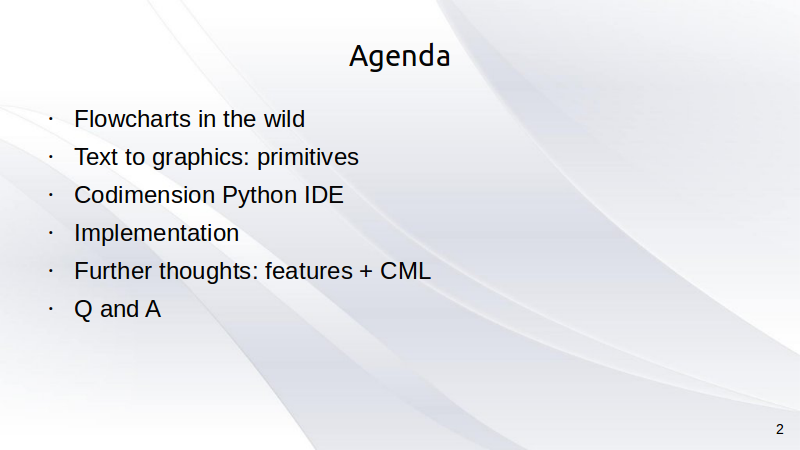 Agenda
· Flowcharts in the wild
· Text to graphics: primitives
· Codimension Python IDE
· Implementation
· Further thoughts: features + CML
· Q and A
2